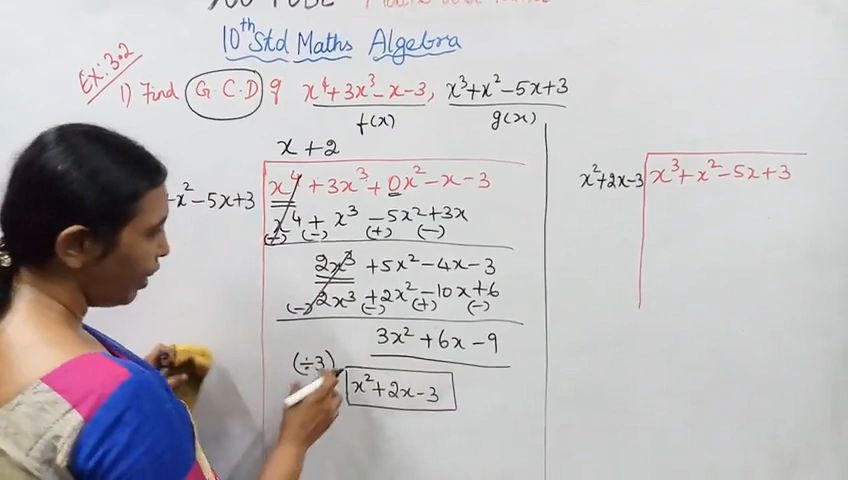 YOU TUBE
10th Std Maths Algebra
Ex: 3.2
1) Find G.C.D of x⁴+3x³-x-3, x³+x²-5x+3
f(x) g(x)
x+2
+x²-5x+3 x⁴+3x³+0x²-x-3
x⁴+x³-5x²+3x
(-) (-) (+) (-)
2x³+5x²-4x-3
2x³+2x²-10x+6
(-) (-) (+) (-)
3x²+6x-9
(÷3) x²+2x-3
x²+2x-3 x³+x²-5x+3